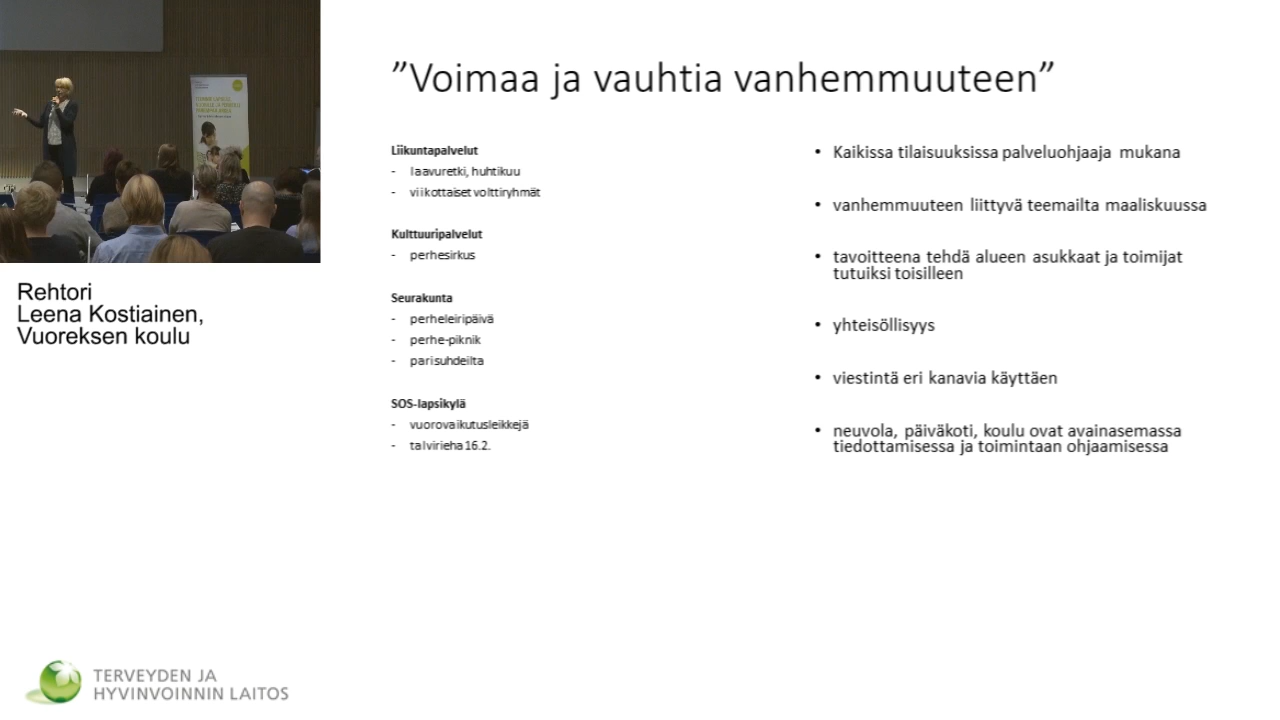 ”Voimaa ja vauhtia vanhemmuuteen”
Liikuntapalvelut
- laavuretki, huhtikuu
- viikottaiset volttiryhmät
Kulttuuripalvelut
- perhesirkus
Seurakunta
- perheleiripäivä
- perhe-piknik
- parisuhdeilta
SOS-lapsikylä
- vuorovaikutusleikkejä
- talvirieha 16.2.
• Kaikissa tilaisuuksissa palveluohjaaja mukana
• vanhemmuuteen liittyvä teemailta maaliskuussa
• tavoitteena tehdä alueen asukkaat ja toimijat
tutuiksi toisilleen
• yhteisöllisyys
• viestintä eri kanavia käyttäen
• neuvola, päiväkoti, koulu ovat avainasemassa
tiedottamisessa ja toimintaan ohjaamisessa
Rehtori
Leena Kostiainen,
Vuoreksen koulu
TERVEYDEN JA
HYVINVOINNIN LAITOS